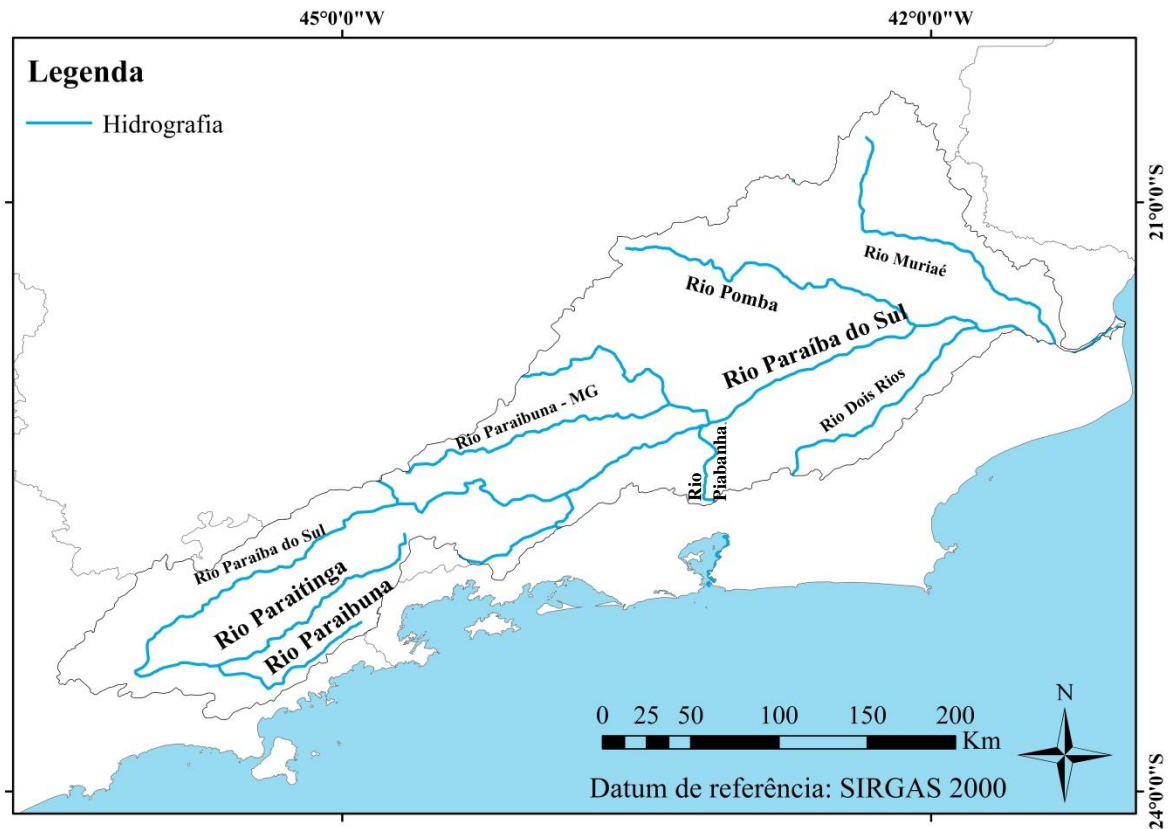 45°0'0"W
42°0'0"W
Legenda
Hidrografia
21°0'0"S
Rio Muriaé
Rio Pomba
Rio Paraíba do Sul
Rio Dois Rios
Rio Paraibuna - MG
Rio
Piabanha
Rio Paraíba do Sul
Rio Paraitinga
Rio Paraibuna
N
0 25 50 100 150 200
Km
Datum de referência: SIRGAS 2000
24°0'0"S